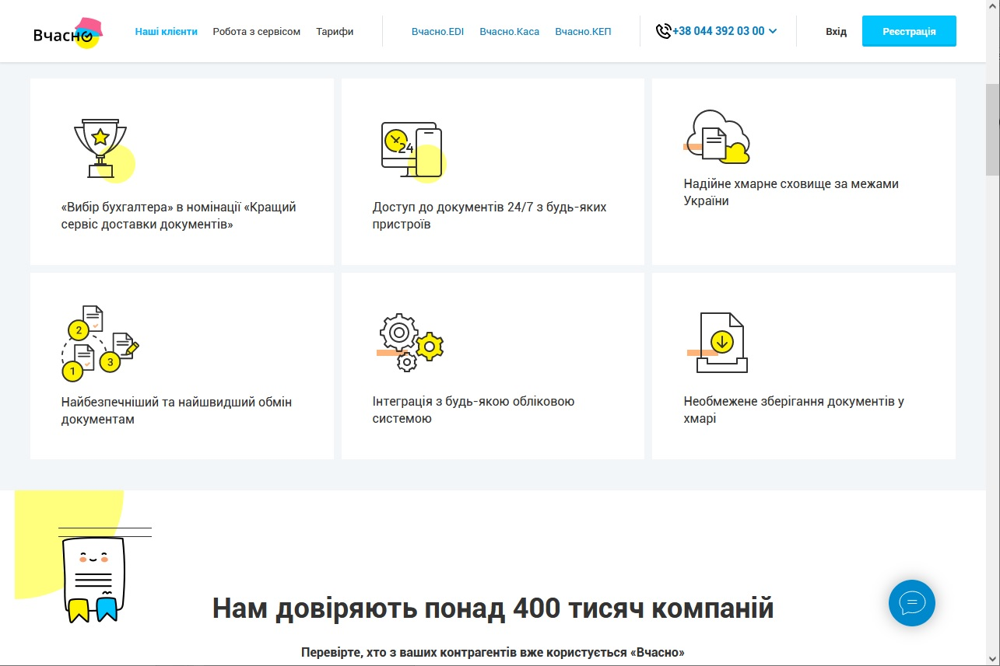 Вчасно
Наші клієнти
Робота з сервісом
Тарифи
Вчасно.EDI
Вчасно.Каса
Вчасно.КЕП
+38 044 392 03 00
Вхід
Реєстрація
24
«Вибір бухгалтера» в номінації «Кращий
сервіс доставки документів»
Доступ до документів 24/7 з будь-яких
пристроїв
Надійне хмарне сховище за межами
України
2
3
1
Найбезпечніший та найшвидший обмін
документам
Інтеграція з будь-якою обліковою
системою
Необмежене зберігання документів у
хмарі
Нам довіряють понад 400 тисяч компаній
Перевірте, хто з ваших контрагентів вже користується «Вчасно»